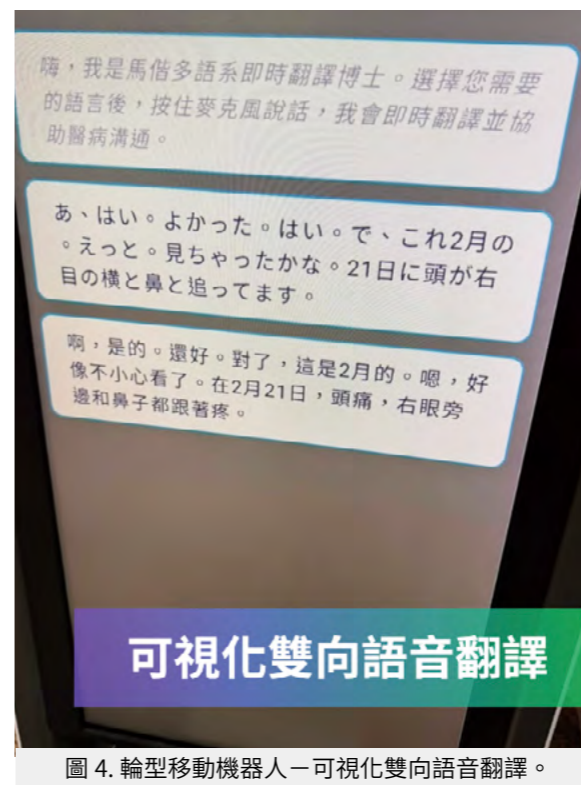 嗨，我是馬偕多語系即時翻譯博士。選擇您需要
的語言後，按住麥克風說話，我會即時翻譯並協
助醫病溝通。
あ、はい。よかった。はい。で、これ2月の
。えっと。見ちゃったかな。21日に頭が右
目の横と鼻と追ってます。
啊，是的。還好。對了，這是2月的。嗯，好
像不小心看了。在2月21日，頭痛，右眼旁
邊和鼻子都跟著疼。
可視化雙向語音翻譯
圖 4. 輪型移動機器人－可視化雙向語音翻譯。